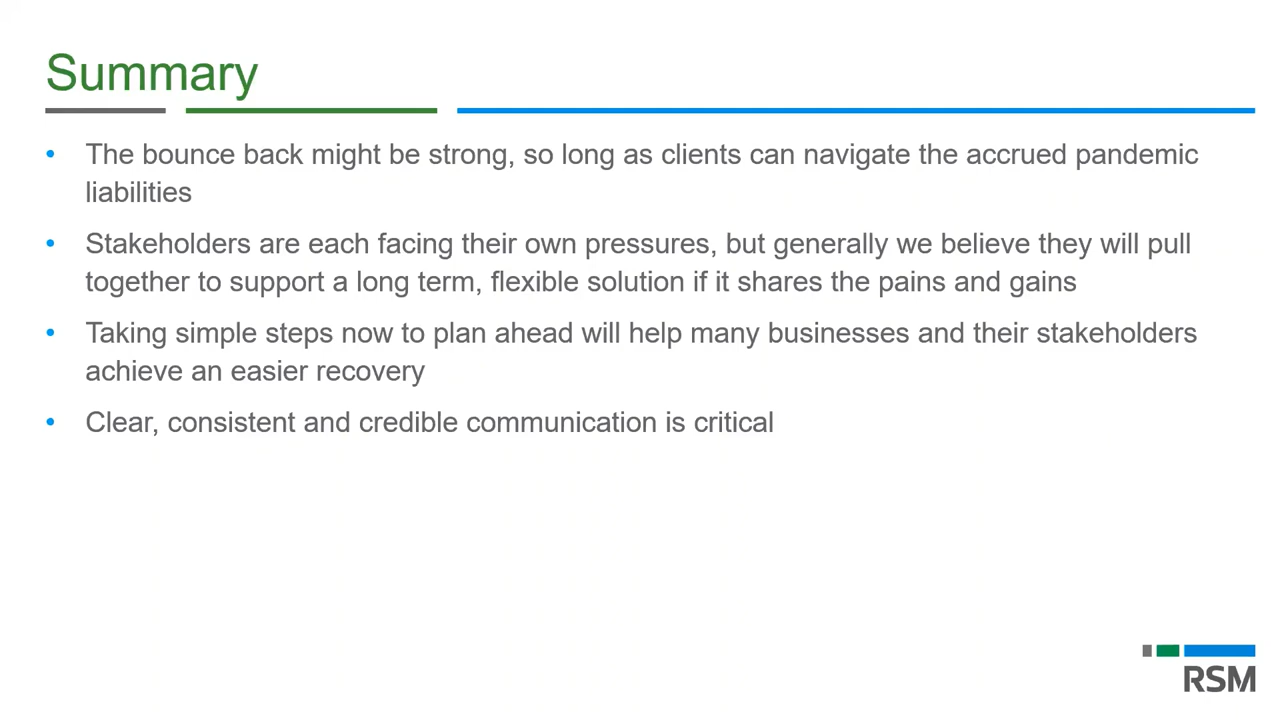 Summary
• The bounce back might be strong, so long as clients can navigate the accrued pandemic
liabilities
• Stakeholders are each facing their own pressures, but generally we believe they will pull
together to support a long term, flexible solution if it shares the pains and gains
• Taking simple steps now to plan ahead will help many businesses and their stakeholders
achieve an easier recovery
• Clear, consistent and credible communication is critical
RSM